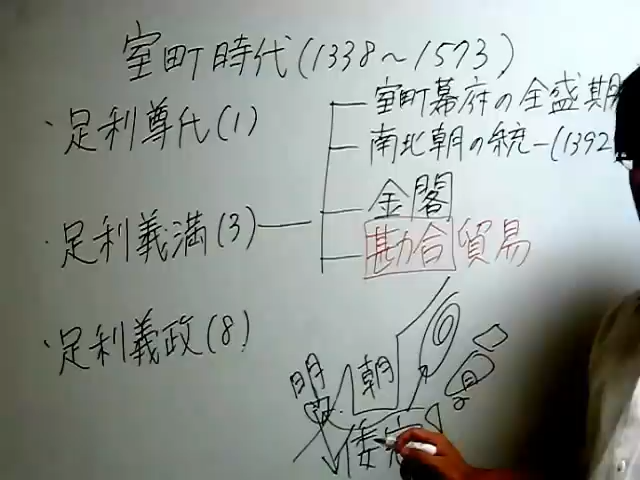 室町時代(1338～1573)
・足利尊代(1)
室町幕府の全盛期
南北朝の統一(1392
・足利義満(3)
金閣
勘合貿易
・足利義政(8)
明
朝
倭寇